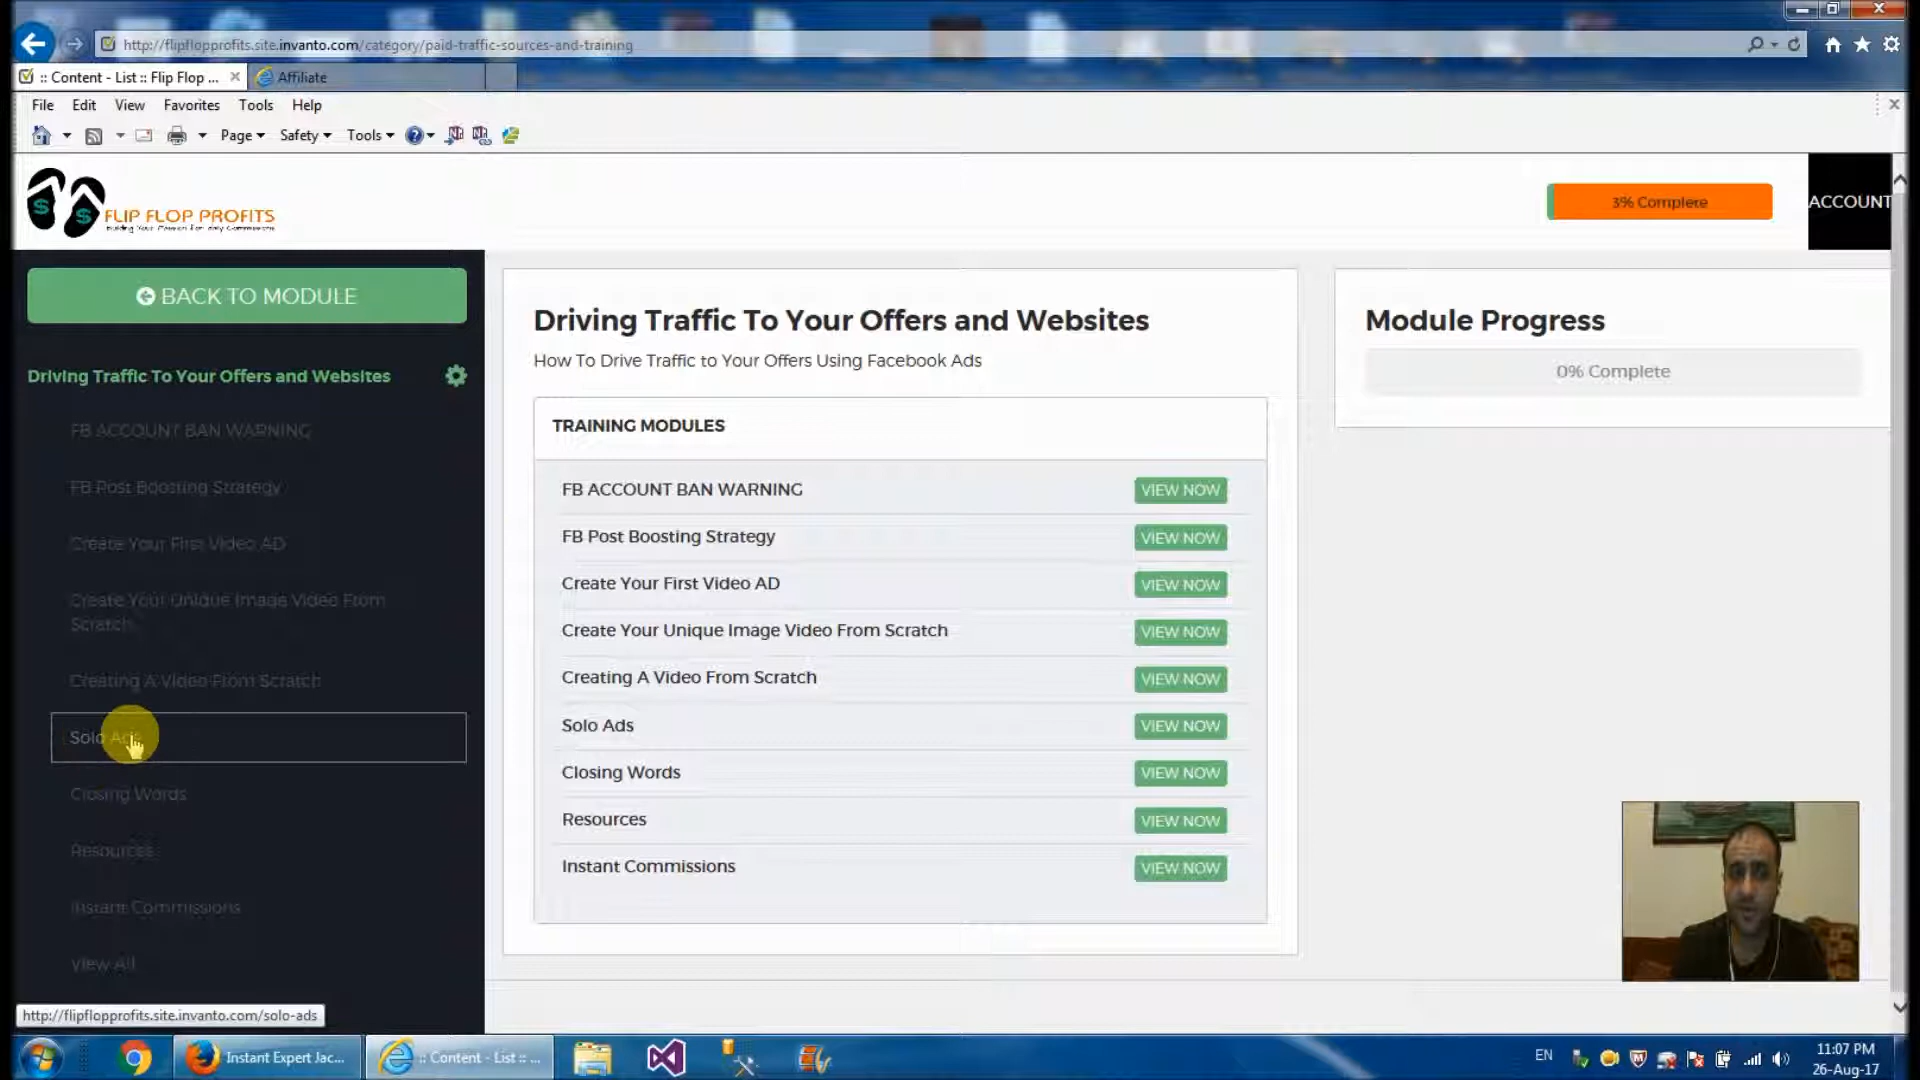 http://flipflopprofits.site.invanto.com/category/paid-traffic-sources-and-training
:: Content - List :: Flip Flop ...
Affiliate
File Edit View Favorites Tools Help
Page Safety Tools
FLIP FLOP PROFITS
3% Complete
ACCOUNT
BACK TO MODULE
Driving Traffic To Your Offers and Websites
FB ACCOUNT BAN WARNING
FB Post Boosting Strategy
Create Your First Video AD
Create Your Unique Image Video From
Scratch
Creating A Video From Scratch
Solo Ads
Closing Words
Resources
Instant Commissions
View All
http://flipflopprofits.site.invanto.com/solo-ads
Driving Traffic To Your Offers and Websites
How To Drive Traffic to Your Offers Using Facebook Ads
TRAINING MODULES
FB ACCOUNT BAN WARNING VIEW NOW
FB Post Boosting Strategy VIEW NOW
Create Your First Video AD VIEW NOW
Create Your Unique Image Video From Scratch VIEW NOW
Creating A Video From Scratch VIEW NOW
Solo Ads VIEW NOW
Closing Words VIEW NOW
Resources VIEW NOW
Instant Commissions VIEW NOW
Module Progress
0% Complete
Instant Expert Jac...
:: Content - List :: ...
EN
11:07 PM
26-Aug-17